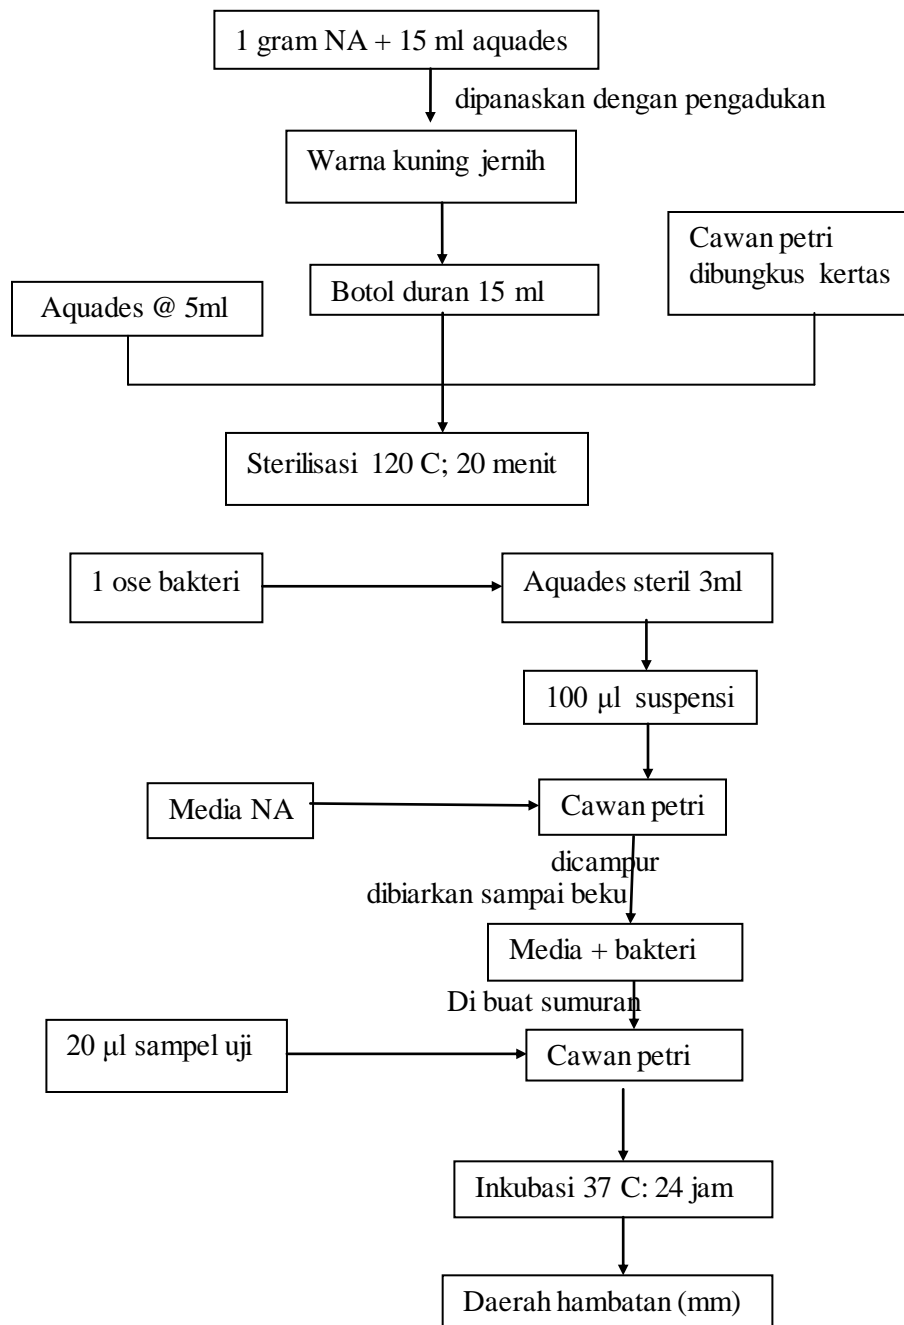 1 gram NA + 15 ml aquades
dipanaskan dengan pengadukan
Warna kuning jernih
Cawan petri
dibungkus kertas
Botol duran 15 ml
Aquades @ 5ml
Sterilisasi 120 C; 20 menit
1 ose bakteri
Aquades steril 3ml
100 μl suspensi
Media NA
Cawan petri
dicampur
dibiarkan sampai beku
Media + bakteri
Di buat sumuran
20 μl sampel uji
Cawan petri
Inkubasi 37 C: 24 jam
Daerah hambatan (mm)